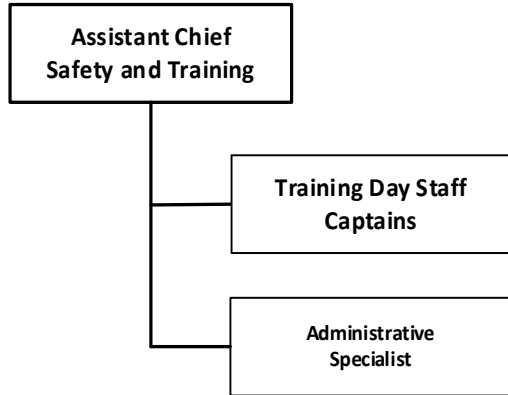 Assistant Chief
Safety and Training
Training Day Staff
Captains
Administrative
Specialist